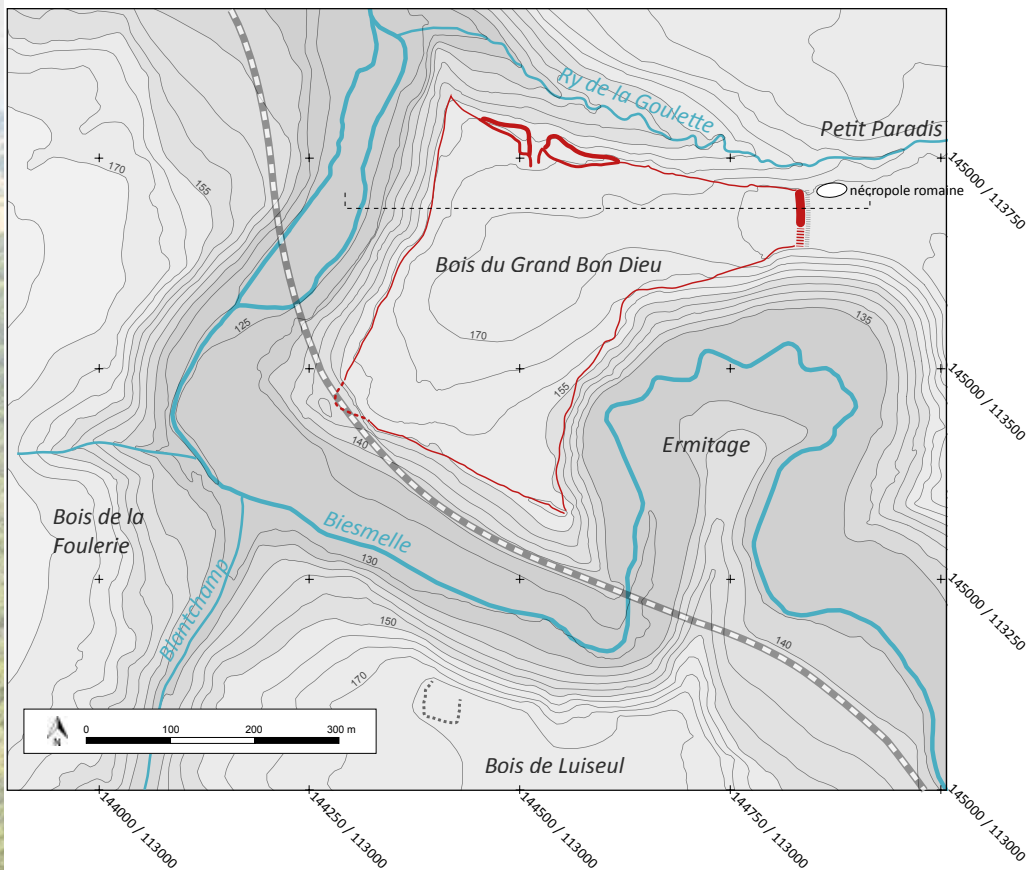 Ry de la Goulette
Petit Paradis
170
155
nécropole romaine
145000 / 113750
Bois du Grand Bon Dieu
125
135
170
155
145000 / 113500
140
Ermitage
Bois de la
Foulerie
Biesmelle
130
Blantchamp
145000 / 113250
150
140
170
N
0
100
200
300 m
Bois de Luiseul
144000 / 113000
144250 / 113000
144500 / 113000
144750 / 113000
145000 / 113000